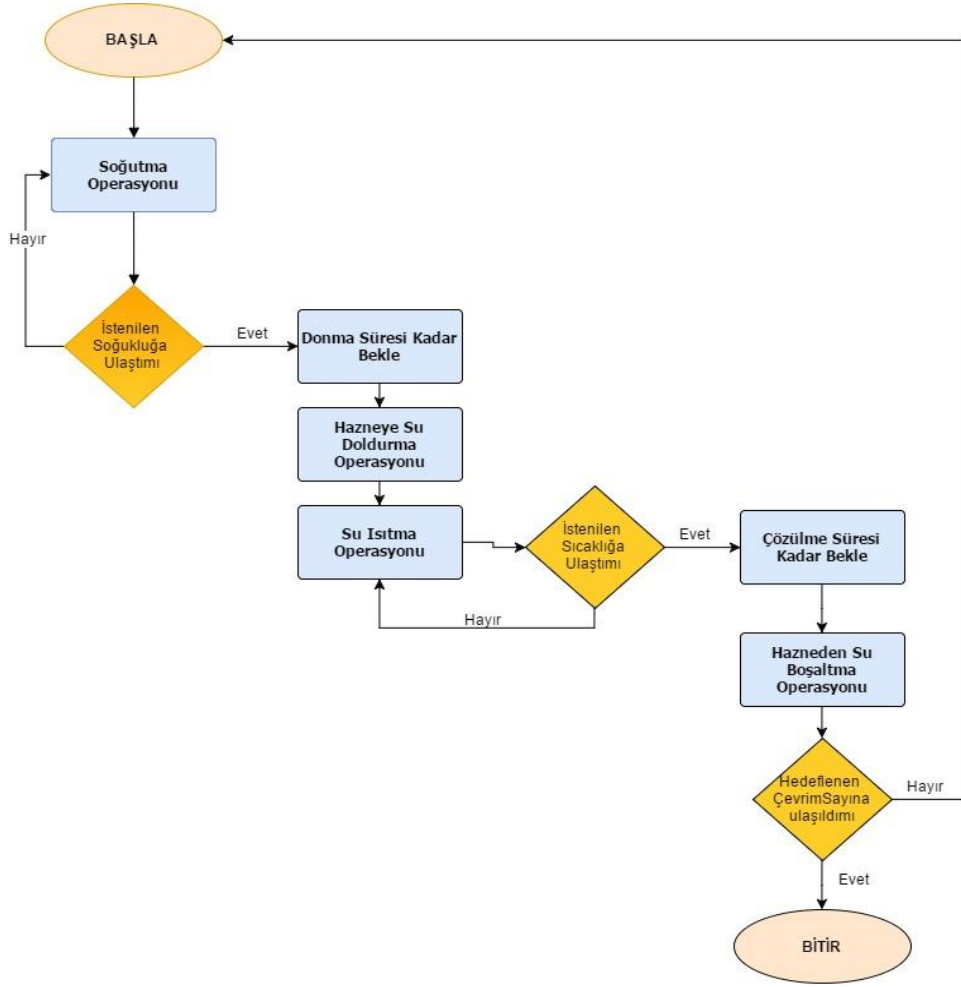 BAŞLA
Soğutma
Operasyonu
Hayır
İstenilen
Soğukluğa
Ulaştımı
Evet
Donma Süresi Kadar
Bekle
Hazneye Su
Doldurma
Operasyonu
Su Isıtma
Operasyonu
İstenilen
Sıcaklığa
Ulaştımı
Hayır
Evet
Çözülme Süresi
Kadar Bekle
Hazneden Su
Boşaltma
Operasyonu
Hedeflenen
ÇevrimSayına
ulaşıldımı
Hayır
Evet
BİTİR